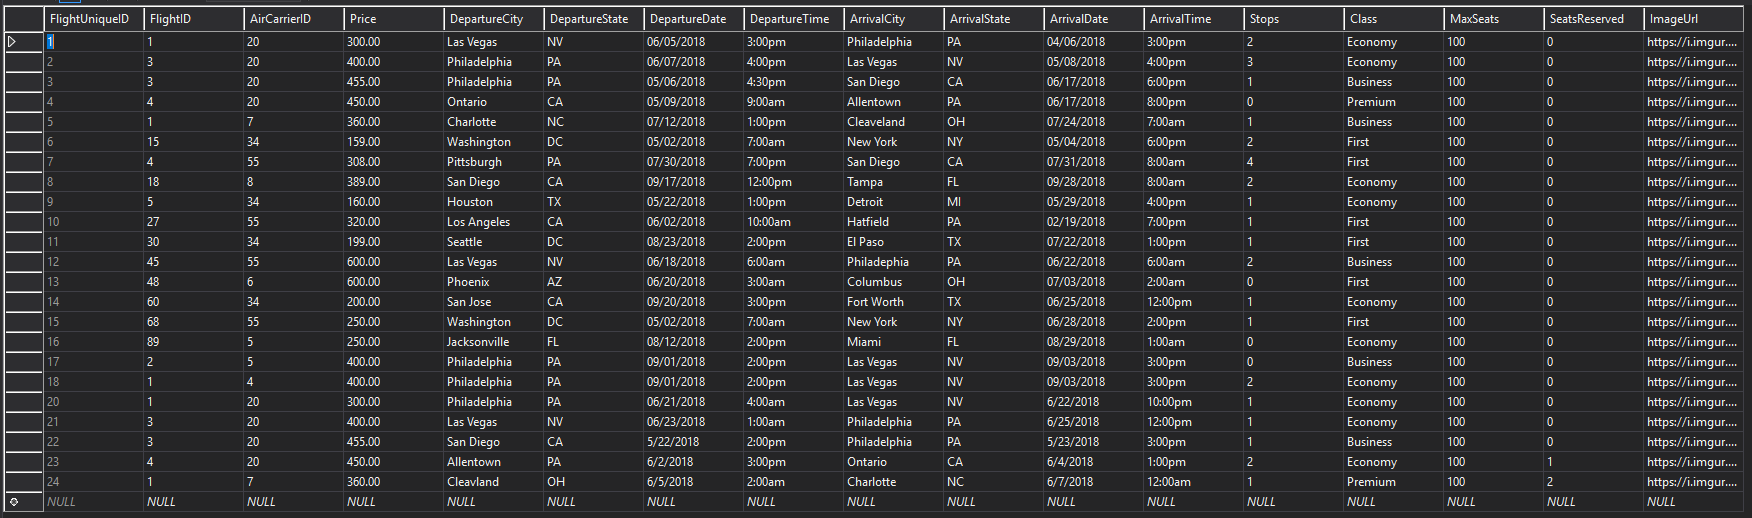 FlightUniqueID FlightID AirCarrierID Price DepartureCity DepartureState DepartureDate DepartureTime ArrivalCity ArrivalState ArrivalDate ArrivalTime Stops Class MaxSeats SeatsReserved ImageUrl
1 1 20 300.00 Las Vegas NV 06/05/2018 3:00pm Philadelphia PA 04/06/2018 3:00pm 2 Economy 100 0 https://i.imgur....
2 3 20 400.00 Philadelphia PA 06/07/2018 4:00pm Las Vegas NV 05/08/2018 4:00pm 3 Economy 100 0 https://i.imgur....
3 3 20 455.00 Philadelphia PA 05/06/2018 4:30pm San Diego CA 06/17/2018 6:00pm 1 Business 100 0 https://i.imgur....
4 4 20 450.00 Ontario CA 05/09/2018 9:00am Allentown PA 06/17/2018 8:00pm 0 Premium 100 0 https://i.imgur....
5 1 7 360.00 Charlotte NC 07/12/2018 1:00pm Cleaveland OH 07/24/2018 7:00am 1 Business 100 0 https://i.imgur....
6 15 34 159.00 Washington DC 05/02/2018 7:00am New York NY 05/04/2018 6:00pm 2 First 100 0 https://i.imgur....
7 4 55 308.00 Pittsburgh PA 07/30/2018 7:00pm San Diego CA 07/31/2018 8:00am 4 First 100 0 https://i.imgur....
8 18 8 389.00 San Diego CA 09/17/2018 12:00pm Tampa FL 09/28/2018 8:00am 2 Economy 100 0 https://i.imgur....
9 5 34 160.00 Houston TX 05/22/2018 1:00pm Detroit MI 05/29/2018 4:00pm 1 Economy 100 0 https://i.imgur....
10 27 55 320.00 Los Angeles CA 06/02/2018 10:00am Hatfield PA 02/19/2018 7:00pm 1 First 100 0 https://i.imgur....
11 30 34 199.00 Seattle DC 08/23/2018 2:00pm El Paso TX 07/22/2018 1:00pm 1 First 100 0 https://i.imgur....
12 45 55 600.00 Las Vegas NV 06/18/2018 6:00am Philadephia PA 06/22/2018 6:00am 2 Business 100 0 https://i.imgur....
13 48 6 600.00 Phoenix AZ 06/20/2018 3:00am Columbus OH 07/03/2018 2:00am 0 First 100 0 https://i.imgur....
14 60 34 200.00 San Jose CA 09/20/2018 3:00pm Fort Worth TX 06/25/2018 12:00pm 1 Economy 100 0 https://i.imgur....
15 68 55 250.00 Washington DC 05/02/2018 7:00am New York NY 06/28/2018 2:00pm 1 First 100 0 https://i.imgur....
16 89 5 250.00 Jacksonville FL 08/12/2018 2:00pm Miami FL 08/29/2018 1:00am 0 Economy 100 0 https://i.imgur....
17 2 5 400.00 Philadelphia PA 09/01/2018 2:00pm Las Vegas NV 09/03/2018 3:00pm 0 Business 100 0 https://i.imgur....
18 1 4 400.00 Philadelphia PA 09/01/2018 2:00pm Las Vegas NV 09/03/2018 3:00pm 2 Economy 100 0 https://i.imgur....
20 1 20 300.00 Philadelphia PA 06/21/2018 4:00am Las Vegas NV 6/22/2018 10:00pm 1 Economy 100 0 https://i.imgur....
21 3 20 400.00 Las Vegas NV 06/23/2018 1:00am Philadelphia PA 6/25/2018 12:00pm 1 Economy 100 0 https://i.imgur....
22 3 20 455.00 San Diego CA 5/22/2018 2:00pm Philadelphia PA 5/23/2018 3:00pm 1 Business 100 0 https://i.imgur....
23 4 20 450.00 Allentown PA 6/2/2018 3:00pm Ontario CA 6/4/2018 1:00pm 2 Economy 100 1 https://i.imgur....
24 1 7 360.00 Cleavland OH 6/5/2018 2:00am Charlotte NC 6/7/2018 12:00am 1 Premium 100 2 https://i.imgur....
NULL NULL NULL NULL NULL NULL NULL NULL NULL NULL NULL NULL NULL NULL NULL NULL NULL